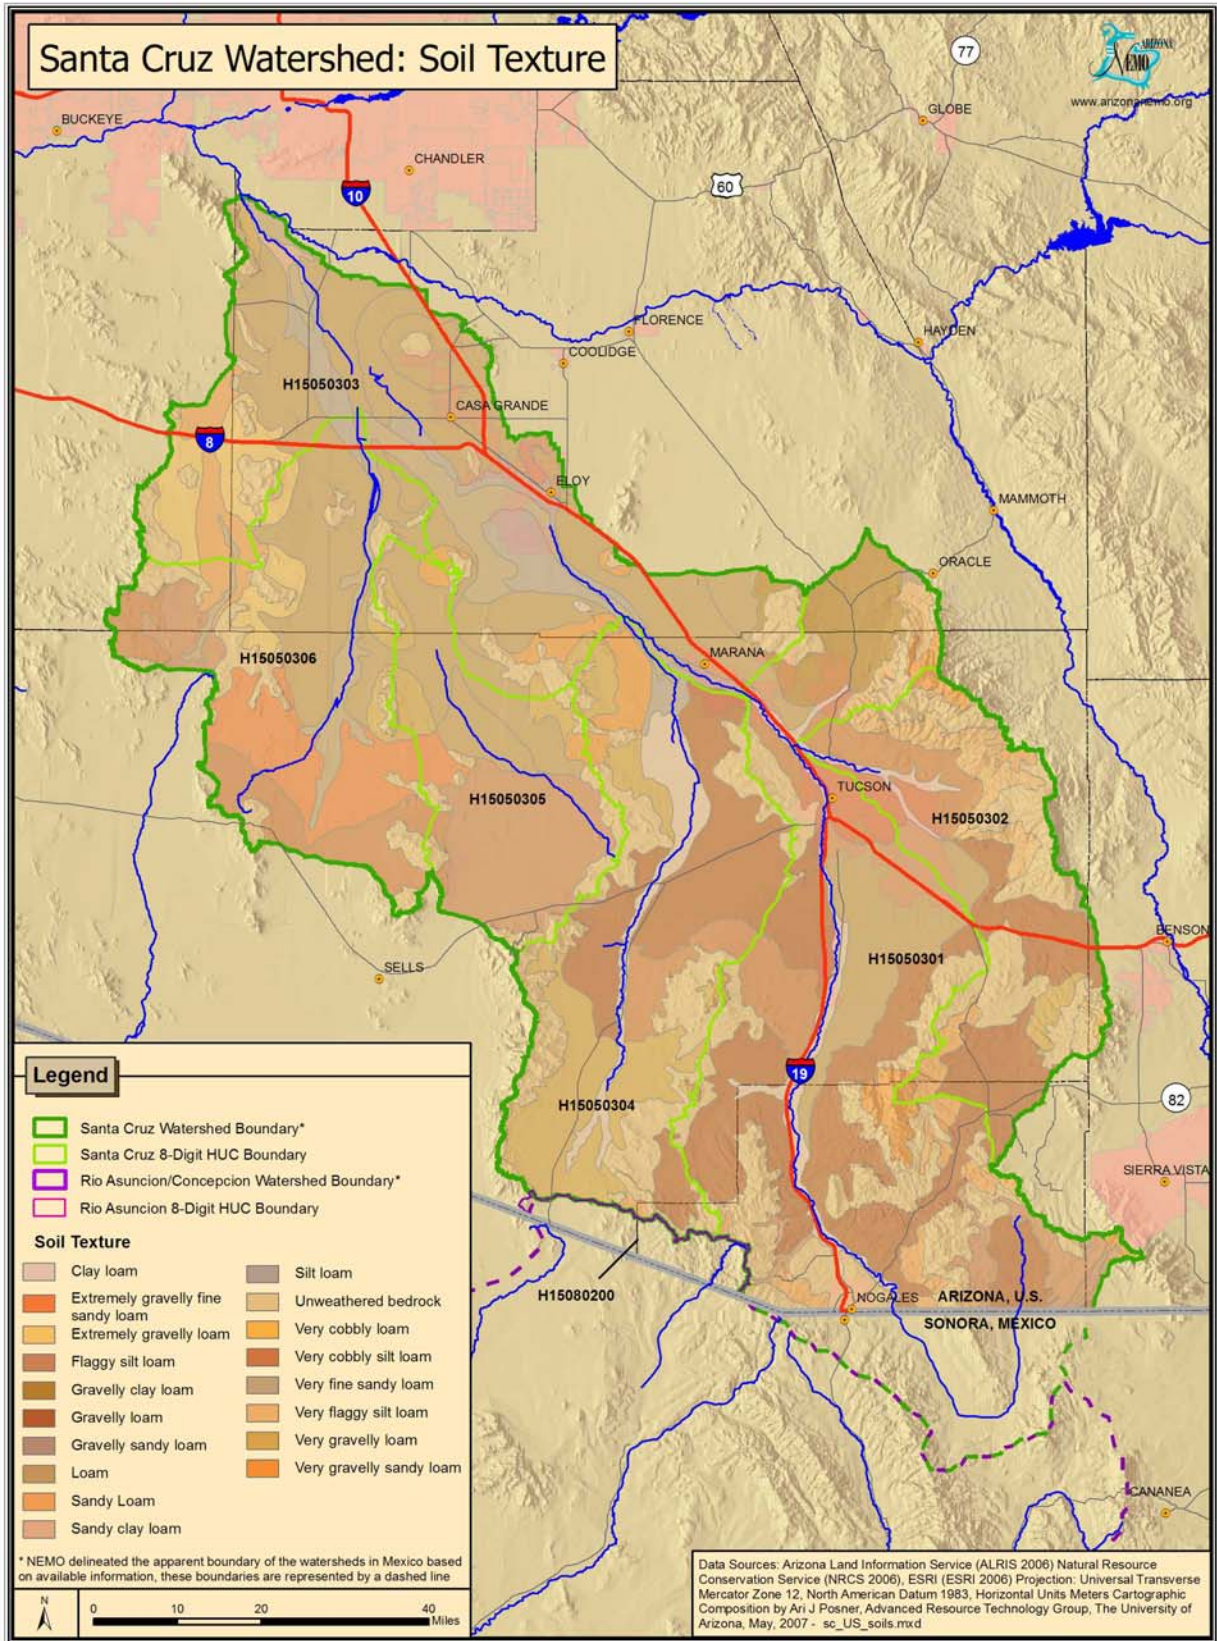 Santa Cruz Watershed: Soil Texture
ARIZONA
NEMO
www.arizonanemo.org
77
GLOBE
BUCKEYE
CHANDLER
10
60
FLORENCE
HAYDEN
COOLIDGE
H15050303
CASA GRANDE
8
ELOY
MAMMOTH
ORACLE
MARANA
H15050306
H15050305
TUCSON
H15050302
BENSON
H15050301
SELLS
19
82
H15050304
SIERRA VISTA
H15080200
NOGALES
ARIZONA, U.S.
SONORA, MEXICO
CANANEA
Legend
Santa Cruz Watershed Boundary*
Santa Cruz 8-Digit HUC Boundary
Rio Asuncion/Concepcion Watershed Boundary*
Rio Asuncion 8-Digit HUC Boundary
Soil Texture
Clay loam
Extremely gravelly fine
sandy loam
Extremely gravelly loam
Flaggy silt loam
Gravelly clay loam
Gravelly loam
Gravelly sandy loam
Loam
Sandy Loam
Sandy clay loam
Silt loam
Unweathered bedrock
Very cobbly loam
Very cobbly silt loam
Very fine sandy loam
Very flaggy silt loam
Very gravelly loam
Very gravelly sandy loam
* NEMO delineated the apparent boundary of the watersheds in Mexico based
on available information, these boundaries are represented by a dashed line
N
0 10 20 40
Miles
Data Sources: Arizona Land Information Service (ALRIS 2006) Natural Resource
Conservation Service (NRCS 2006), ESRI (ESRI 2006) Projection: Universal Transverse
Mercator Zone 12, North American Datum 1983, Horizontal Units Meters Cartographic
Composition by Ari J Posner, Advanced Resource Technology Group, The University of
Arizona, May, 2007 - sc_US_soils.mxd